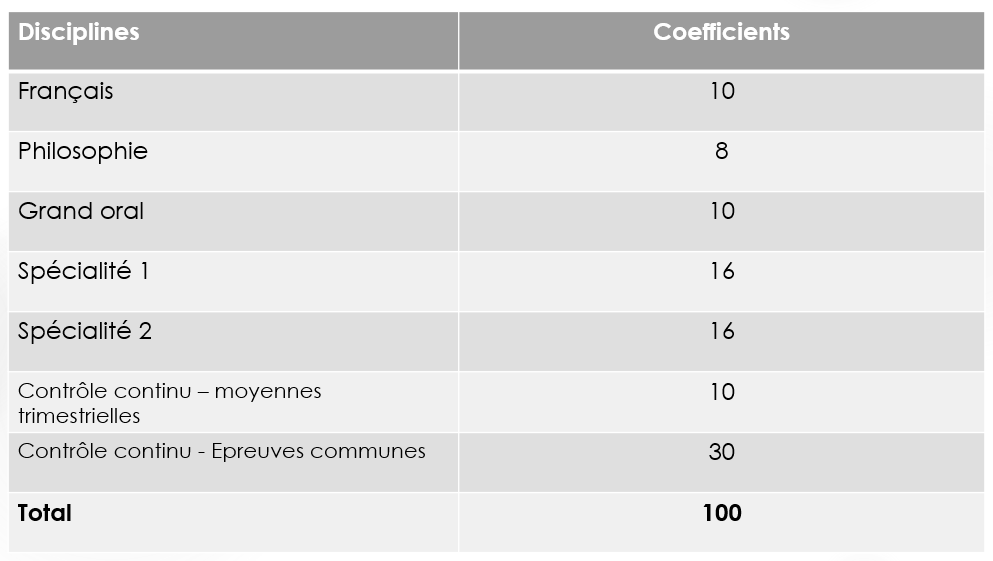 Disciplines Coefficients
Français 10
Philosophie 8
Grand oral 10
Spécialité 1 16
Spécialité 2 16
Contrôle continu – moyennes 10
trimestrielles
Contrôle continu - Epreuves communes 30
Total 100